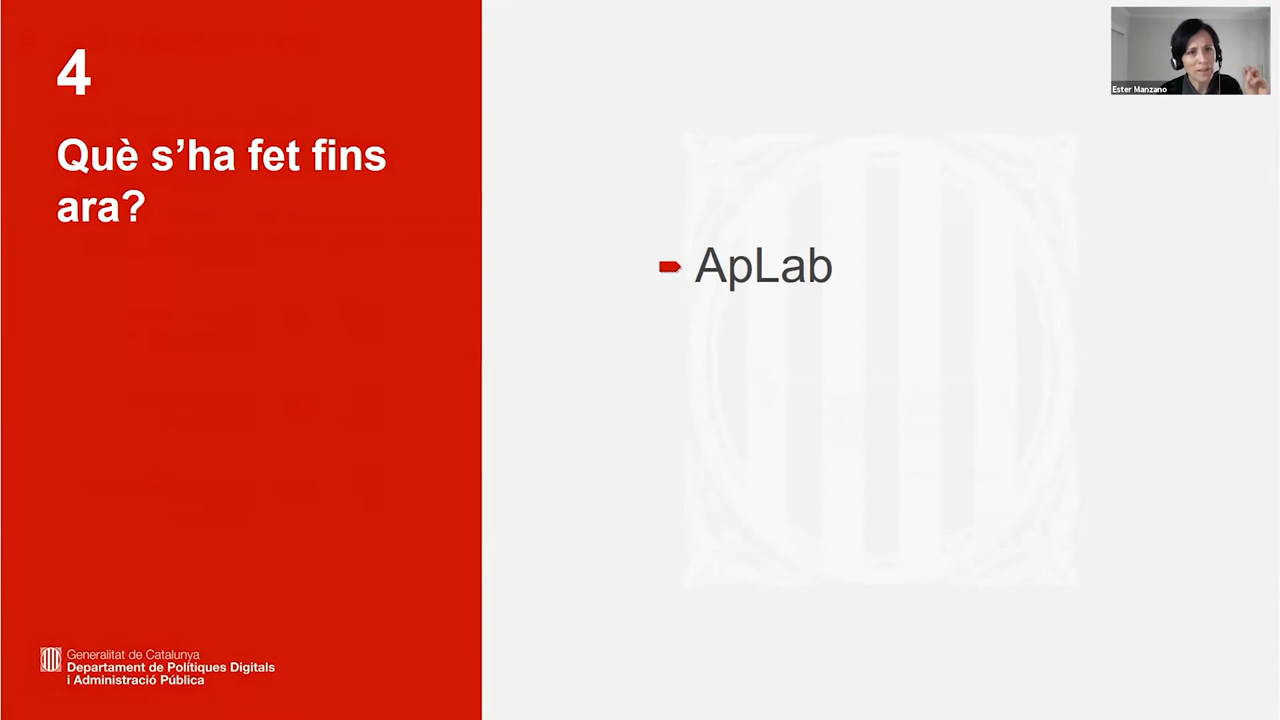 4
Què s’ha fet fins
ara?
ApLab
Ester Manzano
Generalitat de Catalunya
Departament de Polítiques Digitals
i Administració Pública